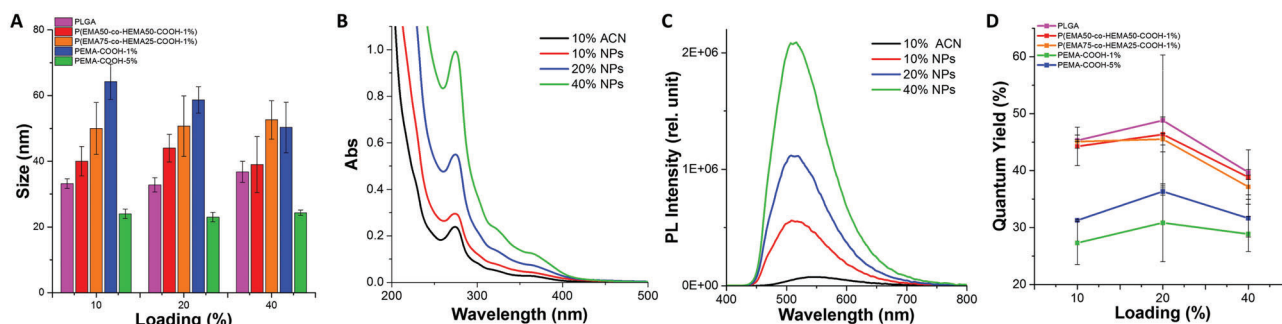 A
Size (nm)
80
60
40
20
0
PLGA
P(EMA50-co-HEMA50-COOH-1%)
P(EMA75-co-HEMA25-COOH-1%)
PEMA-COOH-1%
PEMA-COOH-5%
10
20
40
Loading (%)
B
Abs
0.8
0.6
0.4
0.2
0.0
10% ACN
10% NPs
20% NPs
40% NPs
200
300
400
500
Wavelength (nm)
C
PL Intensity (rel. unit)
2E+06
1E+06
0E+00
10% ACN
10% NPs
20% NPs
40% NPs
400
500
600
700
800
Wavelength (nm)
D
Quantum Yield (%)
60
50
40
30
20
PLGA
P(EMA50-co-HEMA50-COOH-1%)
P(EMA75-co-HEMA25-COOH-1%)
PEMA-COOH-1%
PEMA-COOH-5%
10
20
40
Loading (%)